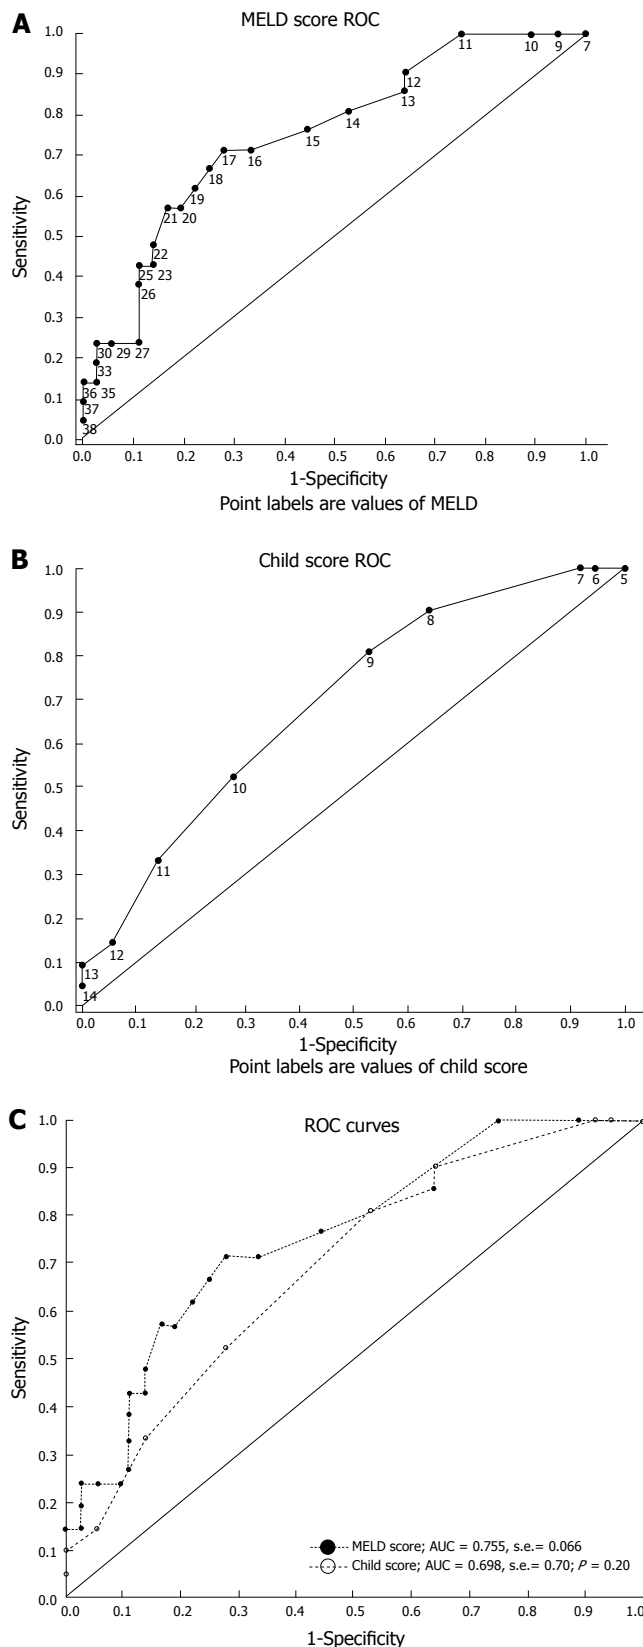 A
MELD score ROC
1.0
0.9
0.8
0.7
0.6
0.5
0.4
0.3
0.2
0.1
0.0
Sensitivity
11 10 9 7
12
13
14
15
17 16
18
19
21 20
22
25 23
26
30 29 27
33
36 35
37
38
0.0 0.1 0.2 0.3 0.4 0.5 0.6 0.7 0.8 0.9 1.0
1-Specificity
Point labels are values of MELD
B
Child score ROC
1.0
0.9
0.8
0.7
0.6
0.5
0.4
0.3
0.2
0.1
0.0
Sensitivity
7 6 5
8
9
10
11
12
13
14
0.0 0.1 0.2 0.3 0.4 0.5 0.6 0.7 0.8 0.9 1.0
1-Specificity
Point labels are values of child score
C
ROC curves
1.0
0.9
0.8
0.7
0.6
0.5
0.4
0.3
0.2
0.1
0.0
Sensitivity
MELD score; AUC = 0.755, s.e.= 0.066
Child score; AUC = 0.698, s.e.= 0.70; P = 0.20
0.0 0.1 0.2 0.3 0.4 0.5 0.6 0.7 0.8 0.9 1.0
1-Specificity